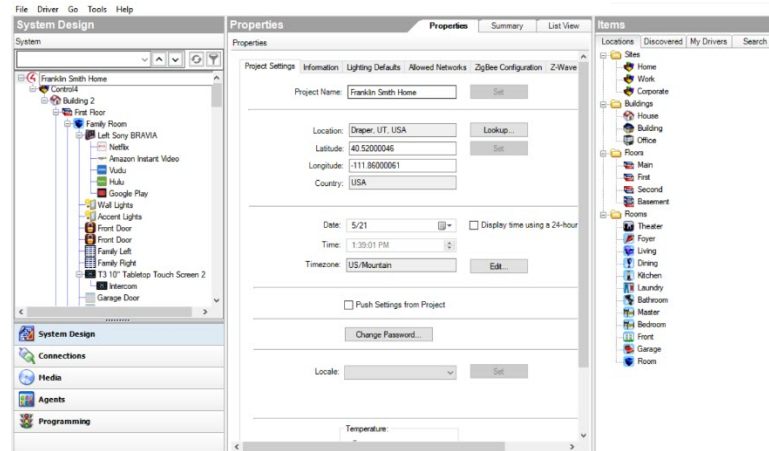 File Driver Go Tools Help
System Design
System
Franklin Smith Home
Control4
Building 2
First Floor
Family Room
Left Sony BRAVIA
Netflix
Amazon Instant Video
Vudu
Hulu
Google Play
Wall Lights
Accent Lights
Front Door
Front Door
Family Left
Family Right
T3 10" Tabletop Touch Screen 2
Intercom
Garage Door
System Design
Connections
Media
Agents
Programming
Properties Properties Summary List View
Properties
Project Settings Information Lighting Defaults Allowed Networks ZigBee Configuration Z-Wave
Project Name: Franklin Smith Home Set
Location: Draper, UT, USA Lookup...
Latitude: 40.52000046 Set
Longitude: -111.86000061
Country: USA
Date: 5/21 Display time using a 24-hour
Time: 1:39:01 PM
Timezone: US/Mountain Edit...
Push Settings from Project
Change Password...
Locale: Set
Temperature:
Items
Locations Discovered My Drivers Search
Sites
Home
Work
Corporate
Buildings
House
Building
Office
Floors
Main
First
Second
Basement
Rooms
Theater
Foyer
Living
Dining
Kitchen
Laundry
Bathroom
Master
Bedroom
Front
Garage
Room